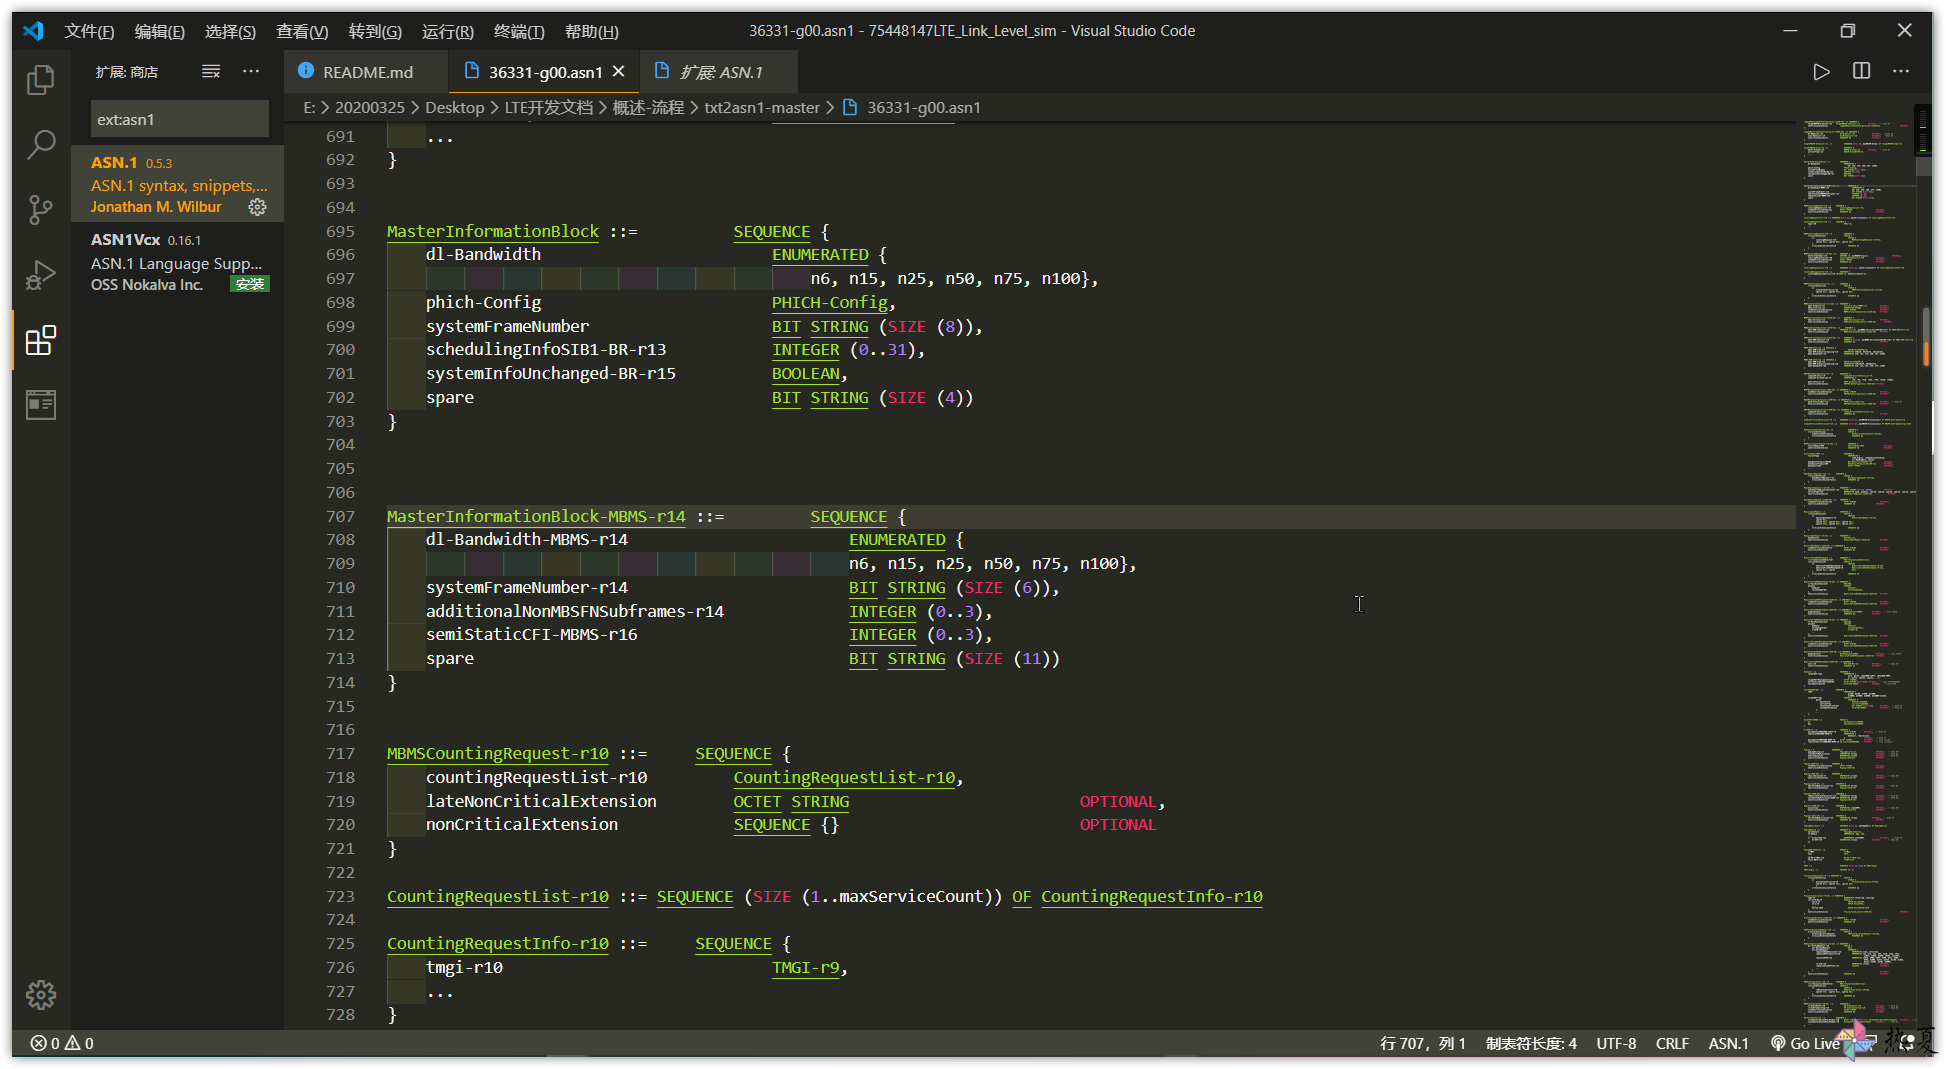 文件(F) 编辑(E) 选择(S) 查看(V) 转到(G) 运行(R) 终端(T) 帮助(H) 36331-g00.asn1 - 75448147LTE_Link_Level_sim - Visual Studio Code
扩展: 商店
README.md 36331-g00.asn1 扩展: ASN.1
E: > 20200325 > Desktop > LTE开发文档 > 概述-流程 > txt2asn1-master > 36331-g00.asn1
ext:asn1
ASN.1 0.5.3
ASN.1 syntax, snippets,...
Jonathan M. Wilbur
ASN1Vcx 0.16.1
ASN.1 Language Supp...
OSS Nokalva Inc. 安装
691 ...
692 }
693
694
695 MasterInformationBlock ::= SEQUENCE {
696 dl-Bandwidth ENUMERATED {
697 n6, n15, n25, n50, n75, n100},
698 phich-Config PHICH-Config,
699 systemFrameNumber BIT STRING (SIZE (8)),
700 schedulingInfoSIB1-BR-r13 INTEGER (0..31),
701 systemInfoUnchanged-BR-r15 BOOLEAN,
702 spare BIT STRING (SIZE (4))
703 }
704
705
706
707 MasterInformationBlock-MBMS-r14 ::= SEQUENCE {
708 dl-Bandwidth-MBMS-r14 ENUMERATED {
709 n6, n15, n25, n50, n75, n100},
710 systemFrameNumber-r14 BIT STRING (SIZE (6)),
711 additionalNonMBSFNSubframes-r14 INTEGER (0..3),
712 semiStaticCFI-MBMS-r16 INTEGER (0..3),
713 spare BIT STRING (SIZE (11))
714 }
715
716
717 MBMSCountingRequest-r10 ::= SEQUENCE {
718 countingRequestList-r10 CountingRequestList-r10,
719 lateNonCriticalExtension OCTET STRING OPTIONAL,
720 nonCriticalExtension SEQUENCE {} OPTIONAL
721 }
722
723 CountingRequestList-r10 ::= SEQUENCE (SIZE (1..maxServiceCount)) OF CountingRequestInfo-r10
724
725 CountingRequestInfo-r10 ::= SEQUENCE {
726 tmgi-r10 TMGI-r9,
727 ...
728 }
0 0 行 707, 列 1 制表符长度: 4 UTF-8 CRLF ASN.1 Go Live 热夏